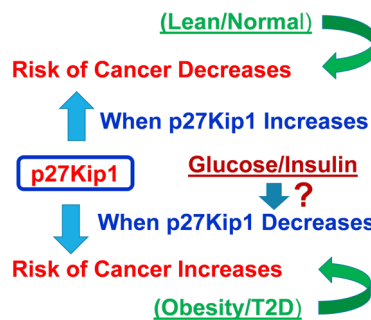 (Lean/Normal)
Risk of Cancer Decreases
When p27Kip1 Increases
p27Kip1
Glucose/Insulin
?
When p27Kip1 Decreases
Risk of Cancer Increases
(Obesity/T2D)